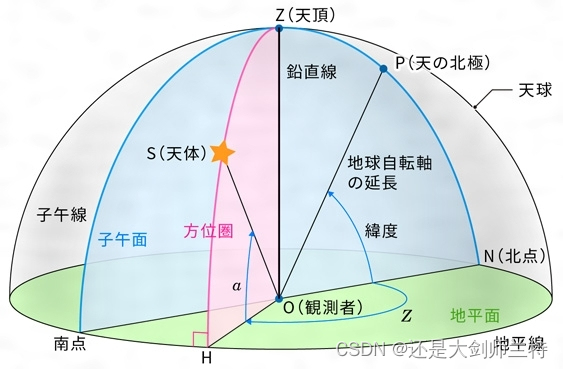 Z（天頂）
P（天の北極）
鉛直線
天球
S（天体）
地球自転軸
の延長
子午線
子午面
方位圏
緯度
N（北点）
a
O（観測者）
Z
地平面
南点
H
地平線
CSDN @还是大剑师兰特